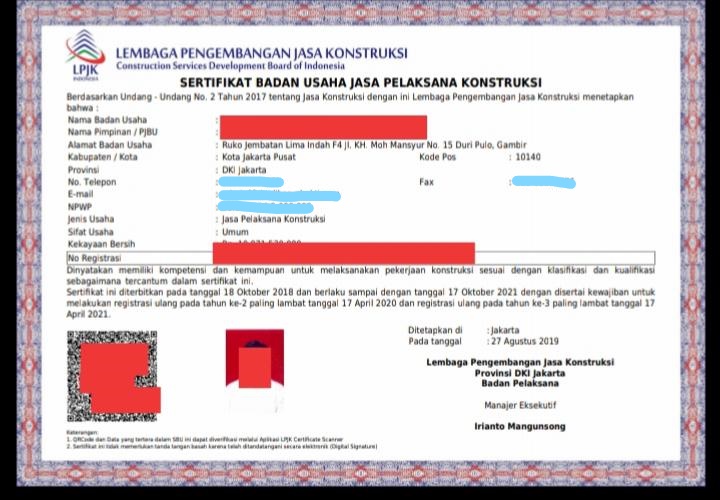 LPJK
INDONESIA
LEMBAGA PENGEMBANGAN JASA KONSTRUKSI
Construction Services Development Board of Indonesia
SERTIFIKAT BADAN USAHA JASA PELAKSANA KONSTRUKSI
Berdasarkan Undang - Undang No. 2 Tahun 2017 tentang Jasa Konstruksi dengan ini Lembaga Pengembangan Jasa Konstruksi menetapkan
bahwa :
Nama Badan Usaha :
Nama Pimpinan / PJBU :
Alamat Badan Usaha : Ruko Jembatan Lima Indah F4 Jl. KH. Moh Mansyur No. 15 Duri Pulo, Gambir
Kabupaten / Kota : Kota Jakarta Pusat Kode Pos : 10140
Provinsi : DKI Jakarta
No. Telepon : Fax :
E-mail :
NPWP :
Jenis Usaha : Jasa Pelaksana Konstruksi
Sifat Usaha : Umum
Kekayaan Bersih :
No Registrasi
Dinyatakan memiliki kompetensi dan kemampuan untuk melaksanakan pekerjaan konstruksi sesuai dengan klasifikasi dan kualifikasi
sebagaimana tercantum dalam sertifikat ini.
Sertifikat ini diterbitkan pada tanggal 18 Oktober 2018 dan berlaku sampai dengan tanggal 17 Oktober 2021 dengan disertai kewajiban untuk
melakukan registrasi ulang pada tahun ke-2 paling lambat tanggal 17 April 2020 dan registrasi ulang pada tahun ke-3 paling lambat tanggal 17
April 2021.
Ditetapkan di : Jakarta
Pada tanggal : 27 Agustus 2019
Lembaga Pengembangan Jasa Konstruksi
Provinsi DKI Jakarta
Badan Pelaksana
Manajer Eksekutif
Irianto Mangunsong
Keterangan:
1. QRCode dan Data yang tertera dalam SBU ini dapat diverifikasi melalui Aplikasi LPJK Certificate Scanner
2. Sertifikat ini tidak memerlukan tanda tangan basah karena telah ditandatangani secara elektronik (Digital Signature)